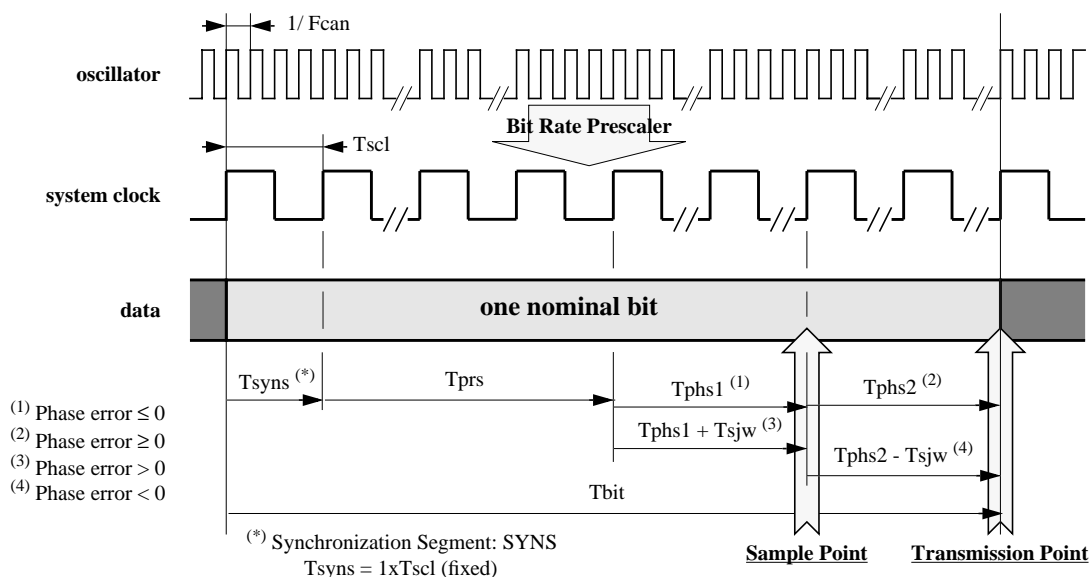 1/ Fcan
oscillator
Bit Rate Prescaler
Tscl
system clock
data
one nominal bit
Tsyns (*)
Tprs
Tphs1 (1)
Tphs2 (2)
(1) Phase error ≤ 0
(2) Phase error ≥ 0
(3) Phase error > 0
(4) Phase error < 0
Tphs1 + Tsjw (3)
Tphs2 - Tsjw (4)
Tbit
(*) Synchronization Segment: SYNS
Tsyns = 1xTscl (fixed)
Sample Point
Transmission Point